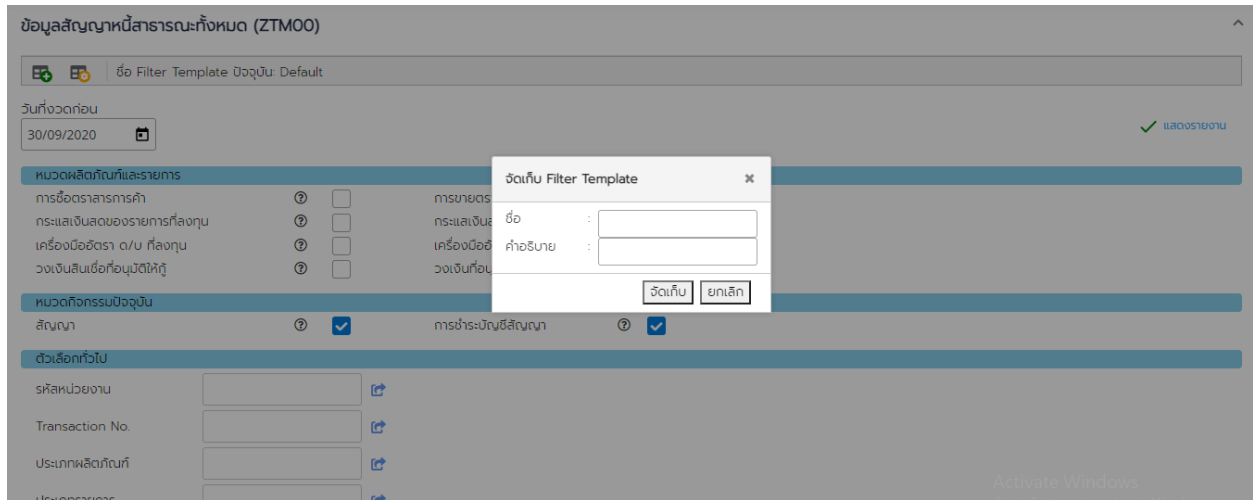 ข้อมูลสัญญาหนี้สาธารณะทั้งหมด (ZTM00)
ชื่อ Filter Template ปัจจุบัน: Default
วันที่งวดก่อน
30/09/2020
แสดงรายงาน
หมวดผลิตภัณฑ์และรายการ
การซื้อตราสารการค้า
การขายตร
กระแสเงินสดของรายการที่ลงทุน
กระแสเงิน
เครื่องมืออัตรา ด/บ ที่ลงทุน
เครื่องมืออั
วงเงินสินเชื่อที่อนุมัติให้กู้
วงเงินที่อนุ
จัดเก็บ Filter Template
ชื่อ :
คำอธิบาย :
จัดเก็บ ยกเลิก
หมวดกิจกรรมปัจจุบัน
สัญญา
การชำระบัญชีสัญญา
ตัวเลือกทั่วไป
รหัสหน่วยงาน
Transaction No.
ประเภทผลิตภัณฑ์
ประเภทรายการ
Activate Windows